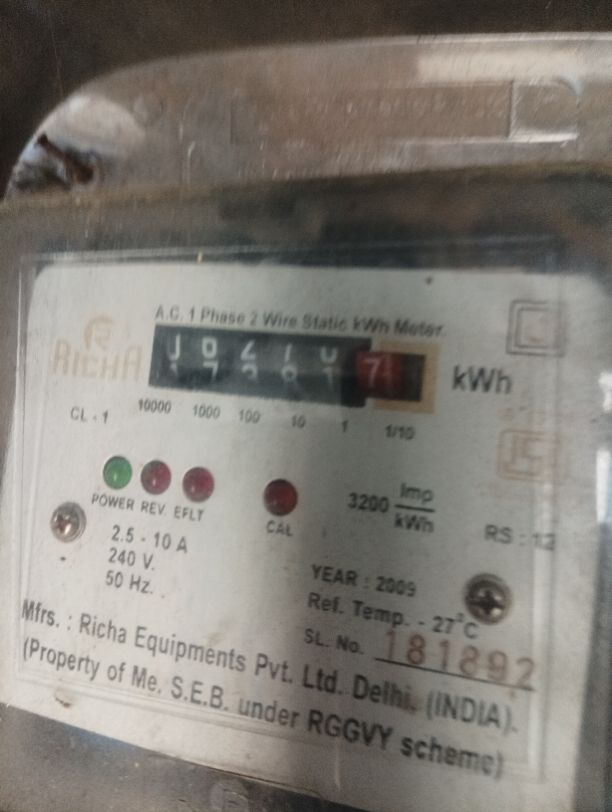 A.C. 1 Phase 2 Wire Static kWh Meter.
RICHA
7
kWh
CL - 1
10000 1000 100 10 1 1/10
POWER REV. EFLT
CAL
3200 Imp/kWh
RS : 12
2.5 - 10 A
240 V.
50 Hz.
YEAR : 2009
Ref. Temp. - 27°C
SL. No. 181892
Mfrs. : Richa Equipments Pvt. Ltd. Delhi. (INDIA).
(Property of Me. S.E.B. under RGGVY scheme)